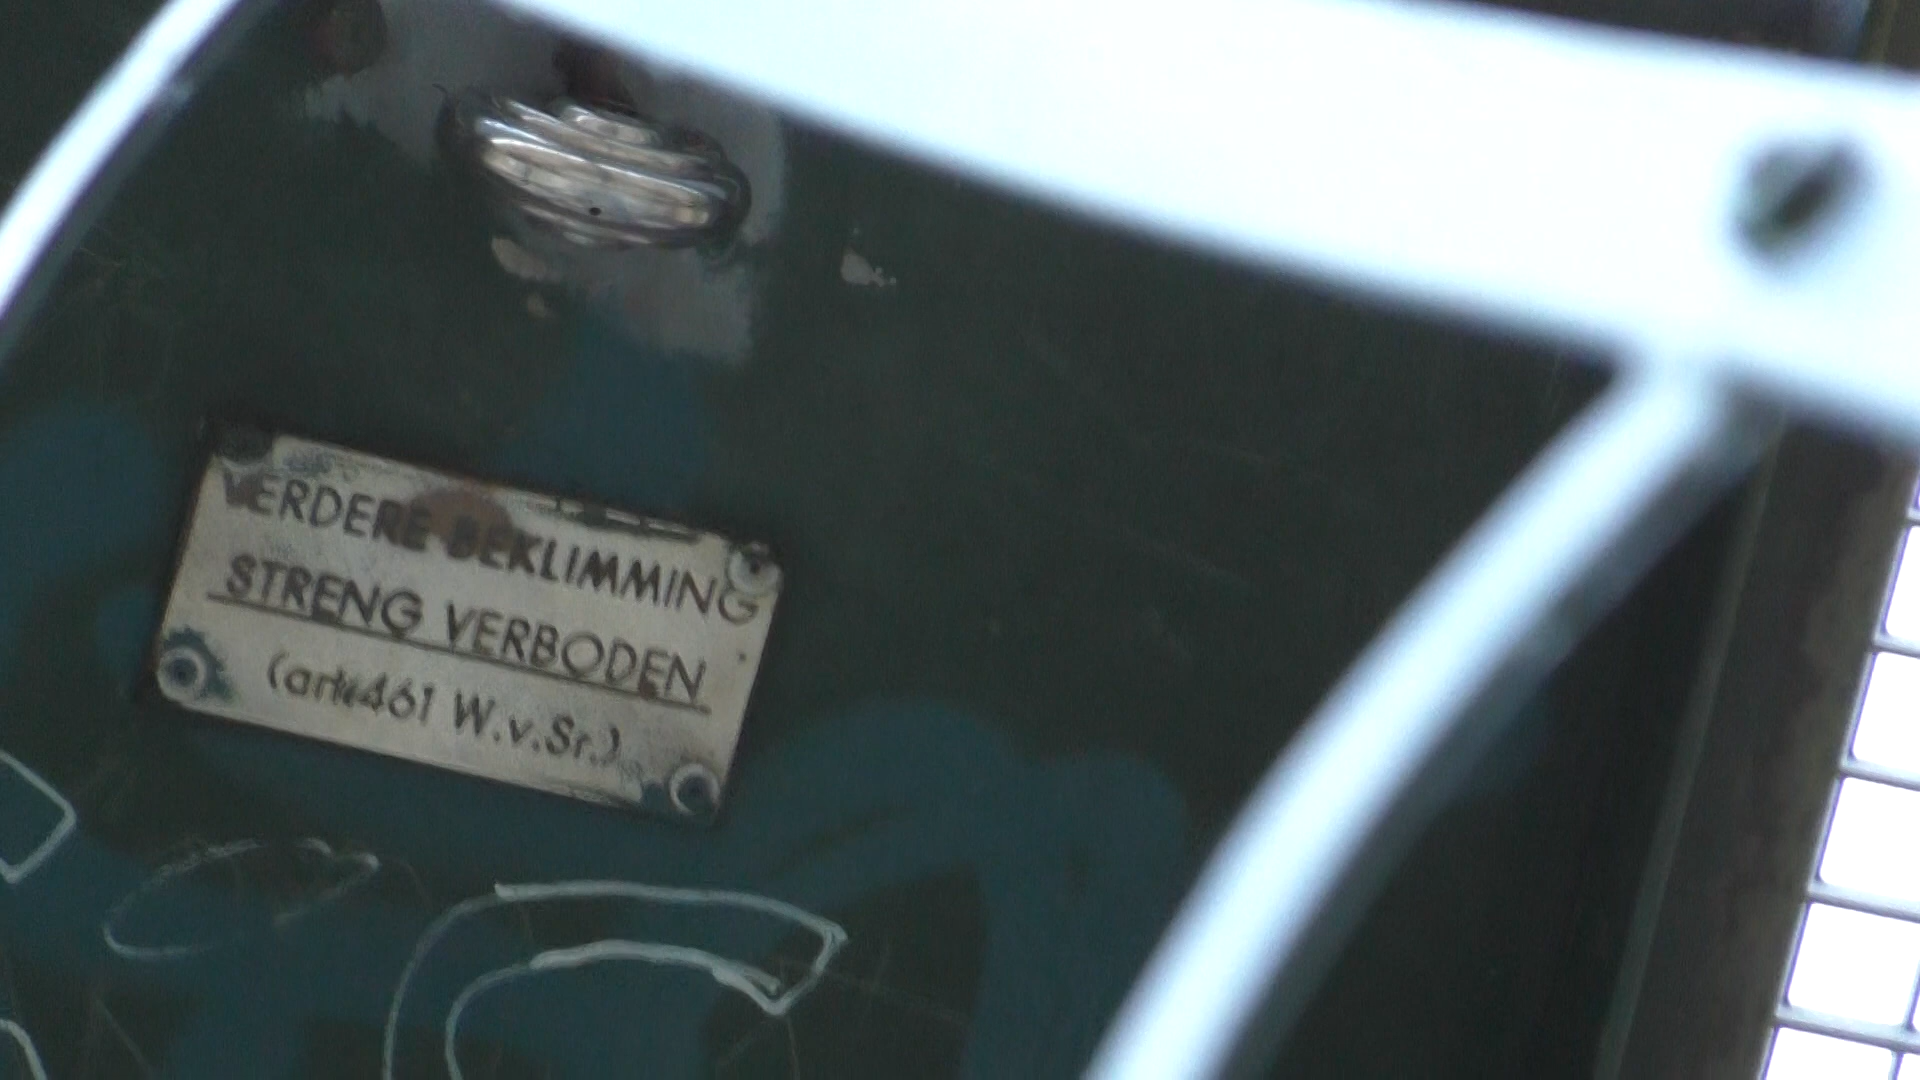 VERDERE BEKLIMMING
STRENG VERBODEN
(art. 461 W.v.Sr.)